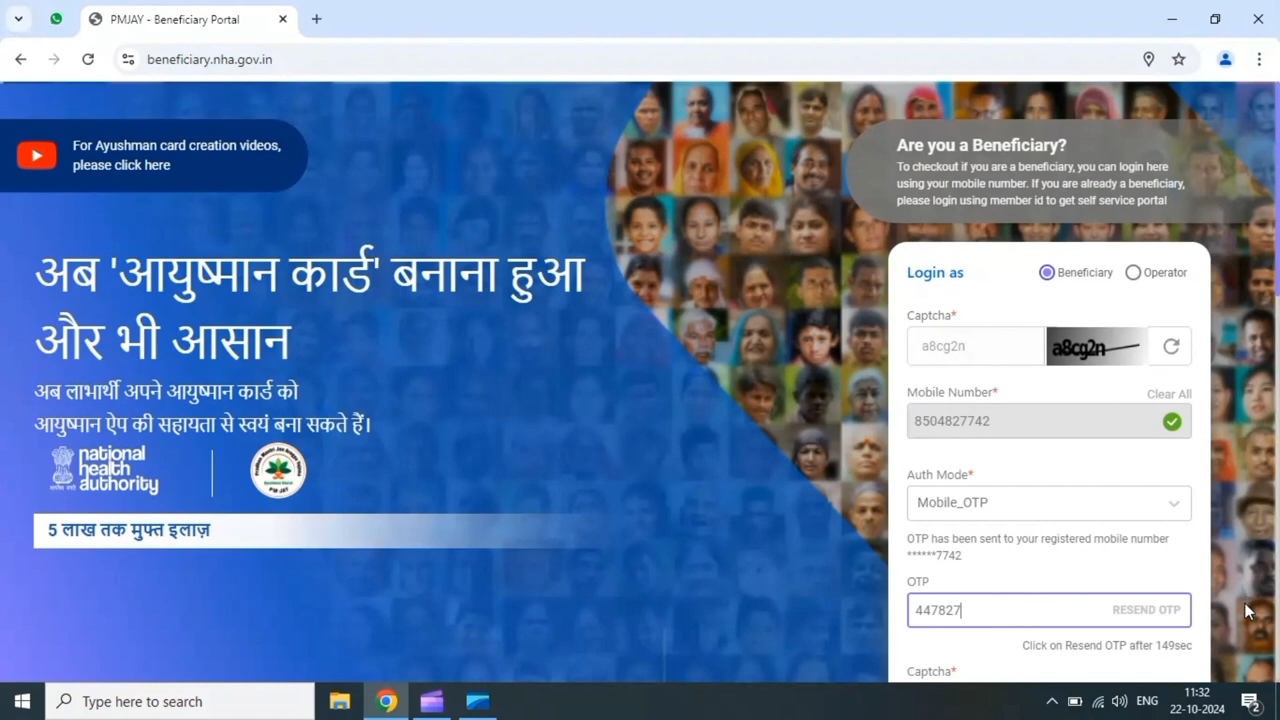 PMJAY - Beneficiary Portal
beneficiary.nha.gov.in
For Ayushman card creation videos,
please click here
अब 'आयुष्मान कार्ड' बनाना हुआ
और भी आसान
अब लाभार्थी अपने आयुष्मान कार्ड को
आयुष्मान ऐप की सहायता से स्वयं बना सकते हैं।
national
health
authority
PM JAY
5 लाख तक मुफ्त इलाज़
Are you a Beneficiary?
To checkout if you are a beneficiary, you can login here
using your mobile number. If you are already a beneficiary,
please login using member id to get self service portal
Login as Beneficiary Operator
Captcha*
a8cg2n a8cg2n
Mobile Number* Clear All
8504827742
Auth Mode*
Mobile_OTP
OTP has been sent to your registered mobile number
******7742
OTP
447827 RESEND OTP
Click on Resend OTP after 149sec
Captcha*
Type here to search
ENG
11:32
22-10-2024
2